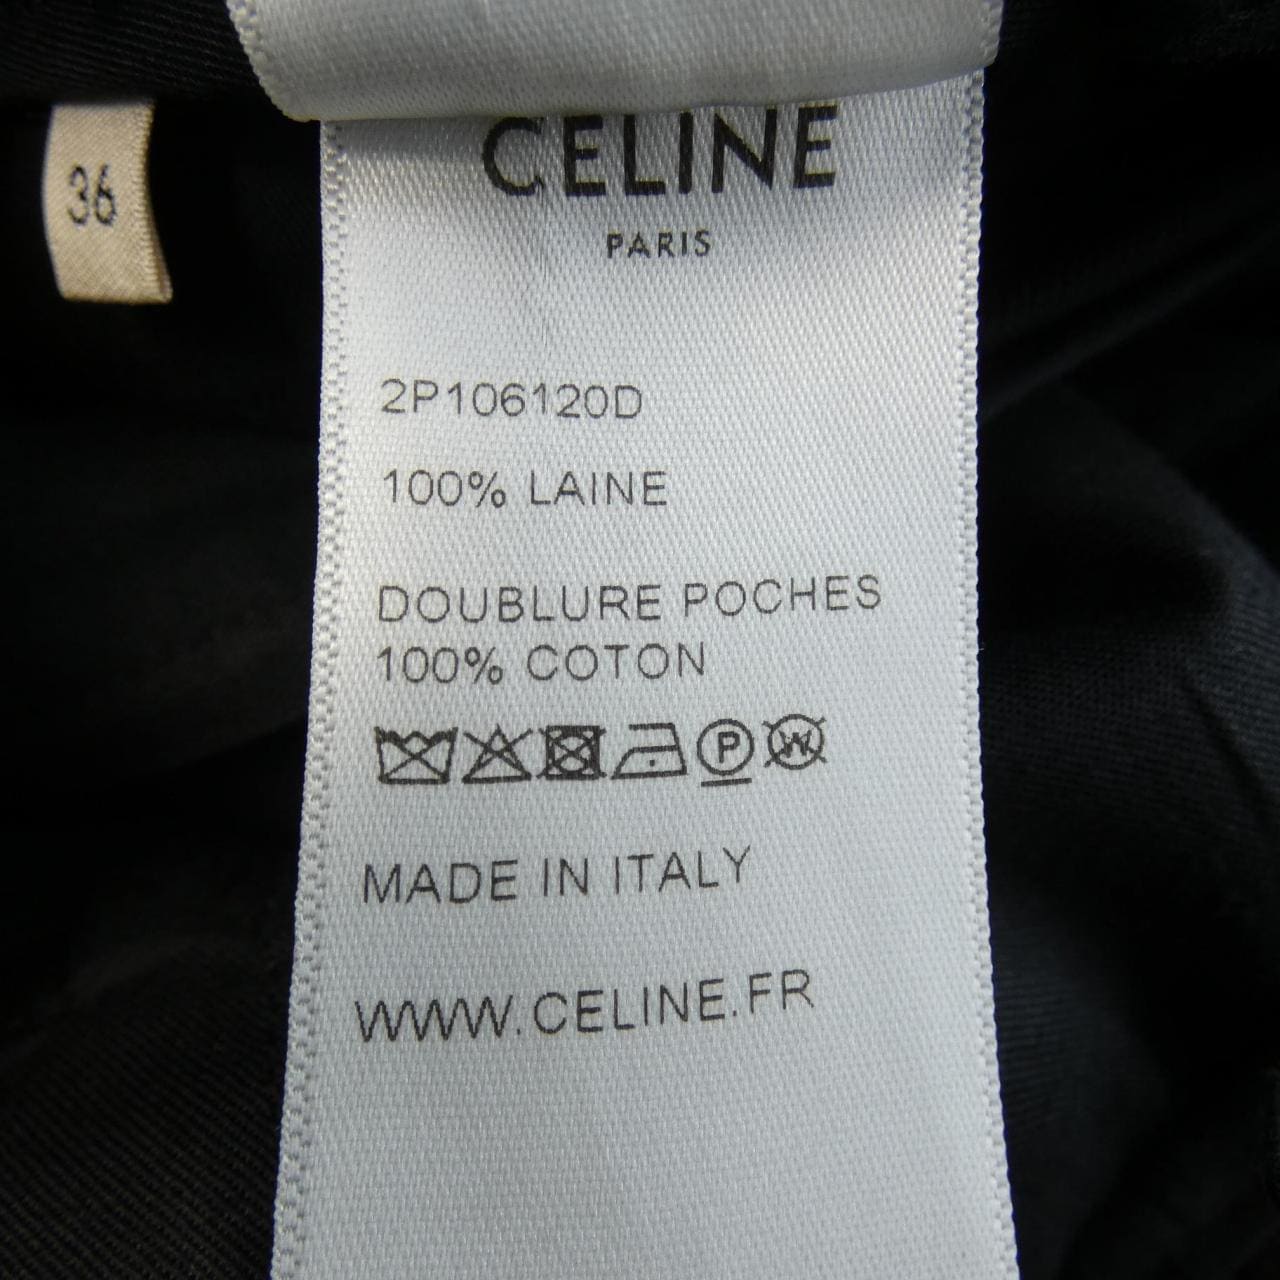 CELINE
PARIS
36
2P106120D
100% LAINE
DOUBLURE POCHES
100% COTON
P W
MADE IN ITALY
WWW.CELINE.FR